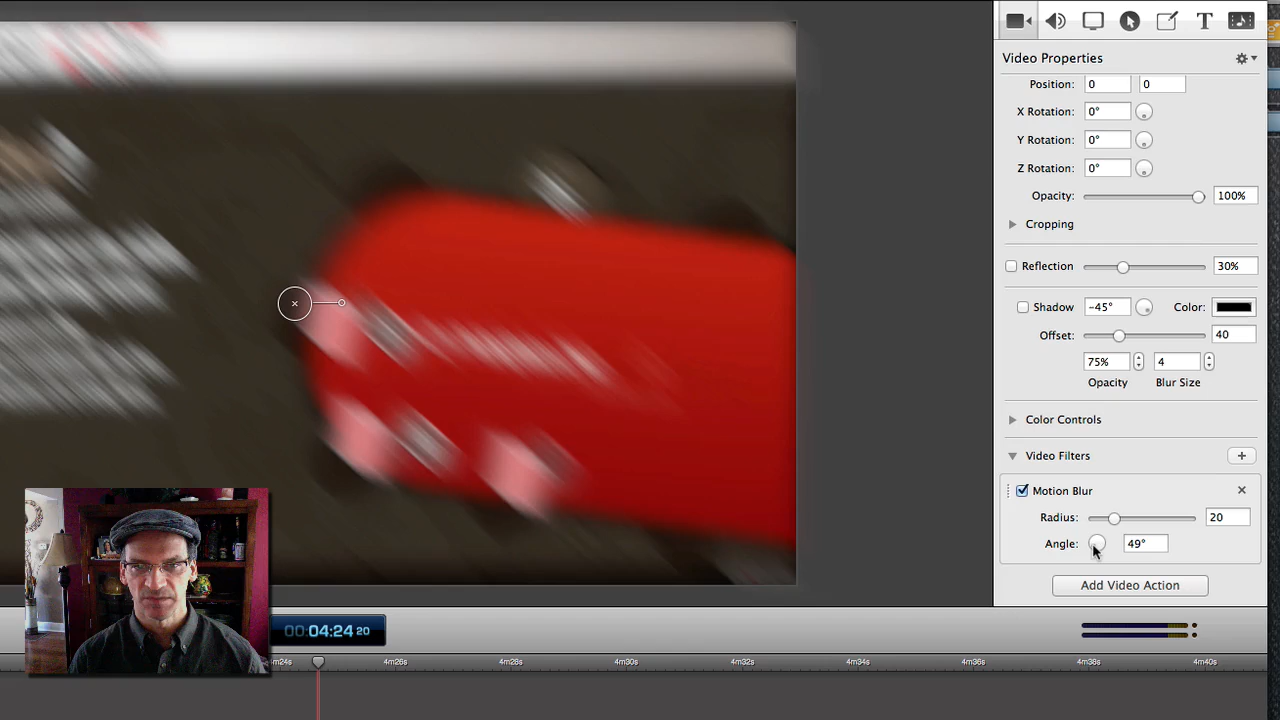 Video Properties
Position: 0 0
X Rotation: 0°
Y Rotation: 0°
Z Rotation: 0°
Opacity: 100%
Cropping
Reflection 30%
Shadow -45° Color:
Offset: 40
75% 4
Opacity Blur Size
Color Controls
Video Filters
Motion Blur
Radius: 20
Angle: 49°
Add Video Action
00:04:24 20
4m24s 4m26s 4m28s 4m30s 4m32s 4m34s 4m36s 4m38s 4m40s